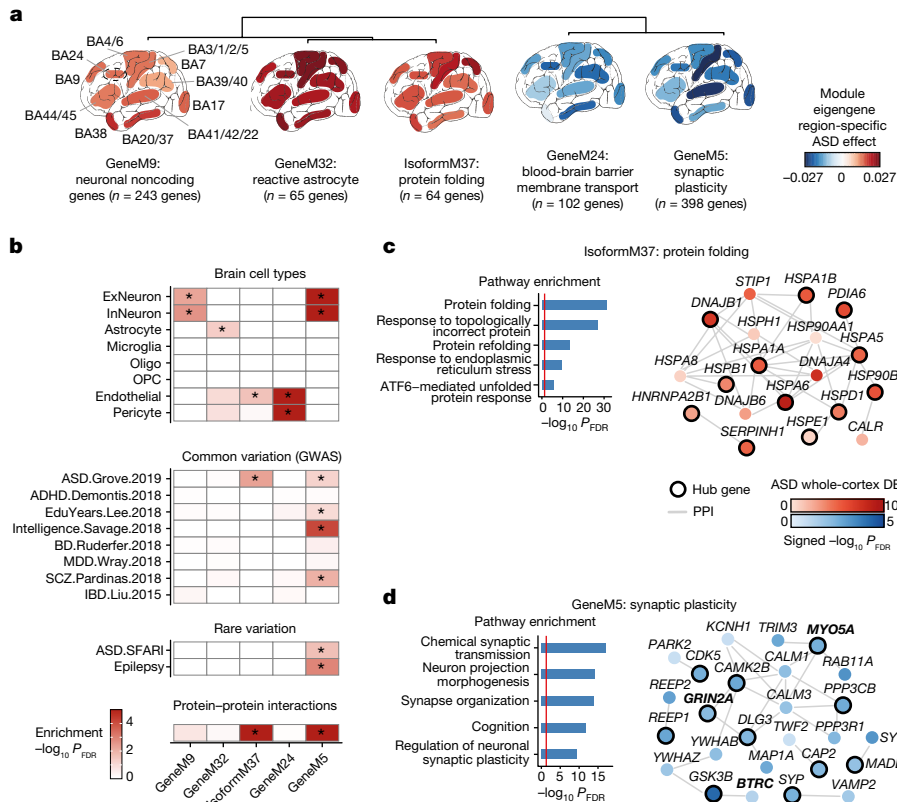 a
BA4/6
BA3/1/2/5
BA24
BA7
BA9
BA39/40
BA17
BA44/45
BA38
BA20/37
BA41/42/22
GeneM9:
neuronal noncoding
genes (n = 243 genes)
GeneM32:
reactive astrocyte
(n = 65 genes)
IsoformM37:
protein folding
(n = 64 genes)
GeneM24:
blood-brain barrier
membrane transport
(n = 102 genes)
GeneM5:
synaptic
plasticity
(n = 398 genes)
Module
eigengene
region-specific
ASD effect
−0.027 0 0.027
b
Brain cell types
ExNeuron
InNeuron
Astrocyte
Microglia
Oligo
OPC
Endothelial
Pericyte
Common variation (GWAS)
ASD.Grove.2019
ADHD.Demontis.2018
EduYears.Lee.2018
Intelligence.Savage.2018
BD.Ruderfer.2018
MDD.Wray.2018
SCZ.Pardinas.2018
IBD.Liu.2015
Rare variation
ASD.SFARI
Epilepsy
Protein–protein interactions
Enrichment
−log10 PFDR
4
3
2
1
0
GeneM9
GeneM32
IsoformM37
GeneM24
GeneM5
c
IsoformM37: protein folding
Pathway enrichment
Protein folding
Response to topologically
incorrect protein
Protein refolding
Response to endoplasmic
reticulum stress
ATF6−mediated unfolded
protein response
0 10 20 30
−log10 PFDR
STIP1
HSPA1B
PDIA6
DNAJB1
HSPH1
HSP90AA1
HSPA5
HSPA1A
HSPA8
DNAJA4
HSPB1
HSP90B
HSPA6
HNRNPA2B1
DNAJB6
HSPD1
SERPINH1
HSPE1
CALR
Hub gene
PPI
ASD whole-cortex DE
0 10
0 5
Signed −log10 PFDR
d
GeneM5: synaptic plasticity
Pathway enrichment
Chemical synaptic
transmission
Neuron projection
morphogenesis
Synapse organization
Cognition
Regulation of neuronal
synaptic plasticity
0 5 10 15
−log10 PFDR
KCNH1
TRIM3
MYO5A
PARK2
CDK5
CALM1
CAMK2B
RAB11A
REEP2
GRIN2A
CALM3
PPP3CB
REEP1
DLG3
TWF2
PPP3R1
SY
YWHAB
YWHAZ
MAP1A
CAP2
MADD
GSK3B
BTRC
SYP
VAMP2